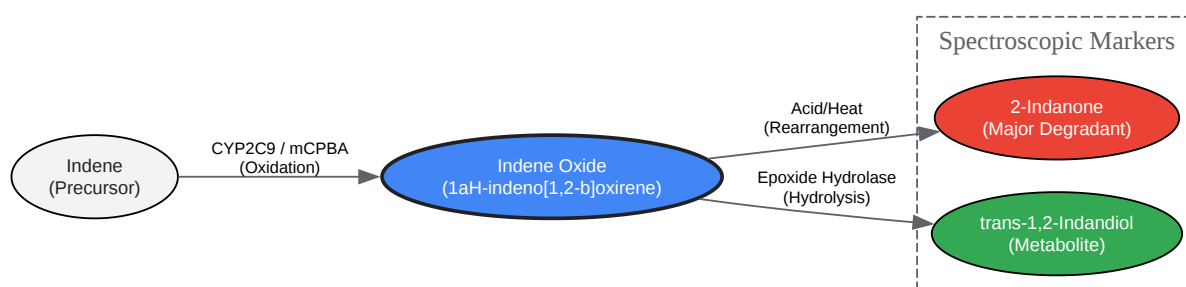 Spectroscopic Markers
Indene
(Precursor)
CYP2C9 / mCPBA
(Oxidation)
Indene Oxide
(1aH-indeno[1,2-b]oxirene)
Acid/Heat
(Rearrangement)
2-Indanone
(Major Degradant)
Epoxide Hydrolase
(Hydrolysis)
trans-1,2-Indandiol
(Metabolite)